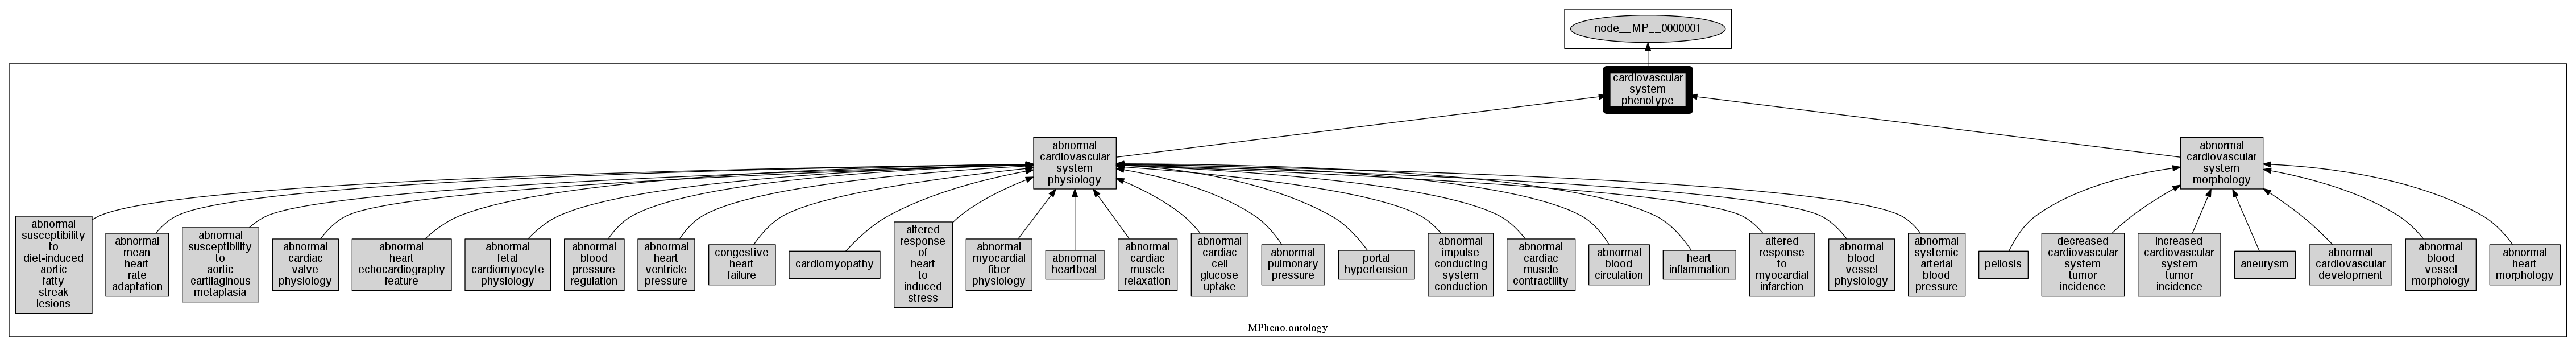 node__MP__0000001
cardiovascular
system
phenotype
abnormal
cardiovascular
system
physiology
abnormal
cardiovascular
system
morphology
abnormal
susceptibility
to
diet-induced
aortic
fatty
streak
lesions
abnormal
mean
heart
rate
adaptation
abnormal
susceptibility
to
aortic
cartilaginous
metaplasia
abnormal
cardiac
valve
physiology
abnormal
heart
echocardiography
feature
abnormal
fetal
cardiomyocyte
physiology
abnormal
blood
pressure
regulation
abnormal
heart
ventricle
pressure
congestive
heart
failure
cardiomyopathy
altered
response
of
heart
to
induced
stress
abnormal
myocardial
fiber
physiology
abnormal
heartbeat
abnormal
cardiac
muscle
relaxation
abnormal
cardiac
cell
glucose
uptake
abnormal
pulmonary
pressure
portal
hypertension
abnormal
impulse
conducting
system
conduction
abnormal
cardiac
muscle
contractility
abnormal
blood
circulation
heart
inflammation
altered
response
to
myocardial
infarction
abnormal
blood
vessel
physiology
abnormal
systemic
arterial
blood
pressure
peliosis
decreased
cardiovascular
system
tumor
incidence
increased
cardiovascular
system
tumor
incidence
aneurysm
abnormal
cardiovascular
development
abnormal
blood
vessel
morphology
abnormal
heart
morphology
MPheno.ontology